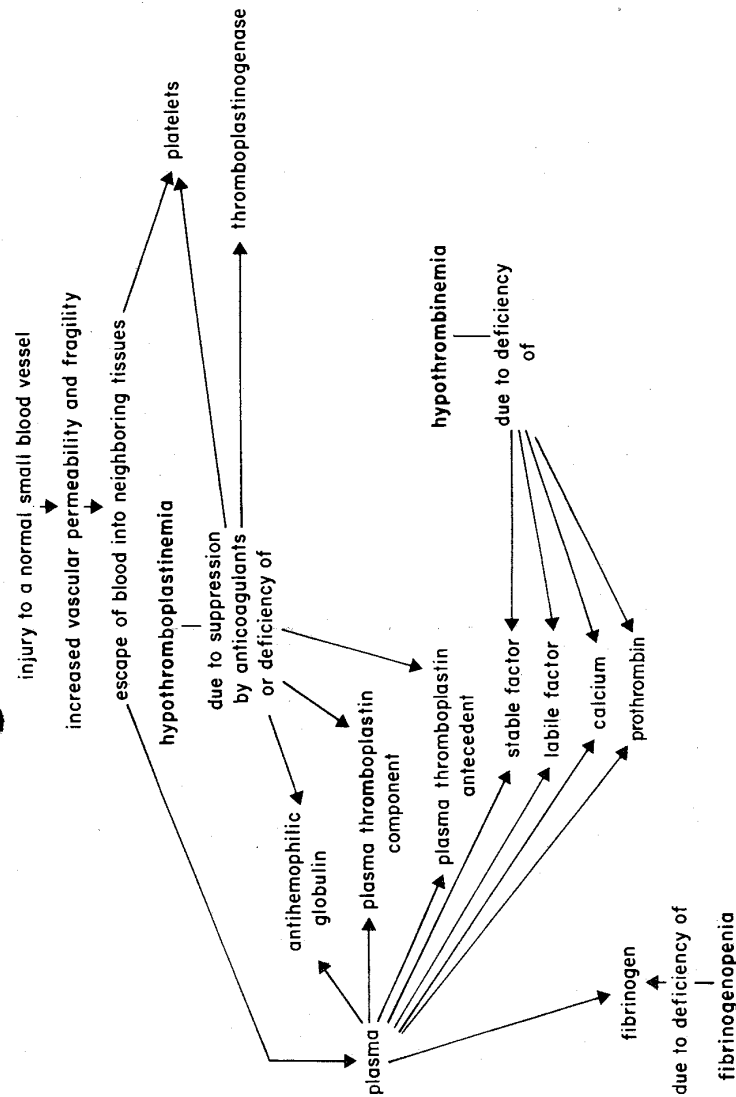 injury to a normal small blood vessel
increased vascular permeability and fragility
escape of blood into neighboring tissues
platelets
hypothromboplastinemia
due to suppression
by anticoagulants
or deficiency of
thromboplastinogenase
antihemophilic
globulin
plasma thromboplastin
component
plasma thromboplastin
antecedent
hypothrombinemia
due to deficiency
of
stable factor
labile factor
calcium
prothrombin
plasma
fibrinogen
due to deficiency of
fibrinogenopenia